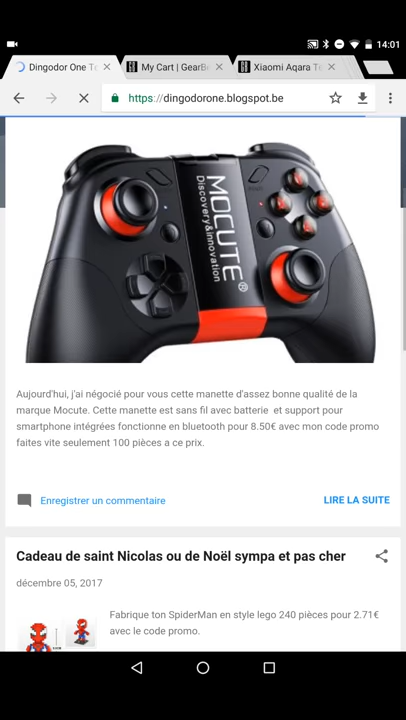 14:01
Dingodor One Te
My Cart | GearBe
Xiaomi Aqara Te
https://dingodorone.blogspot.be
MOCUTE®
Discovery&innovation
Aujourd'hui, j'ai négocié pour vous cette manette d'assez bonne qualité de la
marque Mocute. Cette manette est sans fil avec batterie et support pour
smartphone intégrées fonctionne en bluetooth pour 8.50€ avec mon code promo
faites vite seulement 100 pièces a ce prix.
Enregistrer un commentaire
LIRE LA SUITE
Cadeau de saint Nicolas ou de Noël sympa et pas cher
décembre 05, 2017
Fabrique ton SpiderMan en style lego 240 pièces pour 2.71€
avec le code promo.